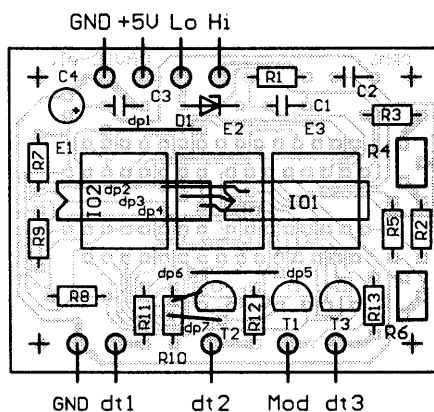 GND +5V Lo Hi
C4 R1 C2
C3 D1 C1 R3
dp1 E2 E3
E1 R4
R7
dp2
IO2 dp3 IO1
dp4
R9 R5 R2
dp6 dp5
R8 R11 R12 R13
dp7 T2 T1 T3 R6
R10
GND dt1 dt2 Mod dt3